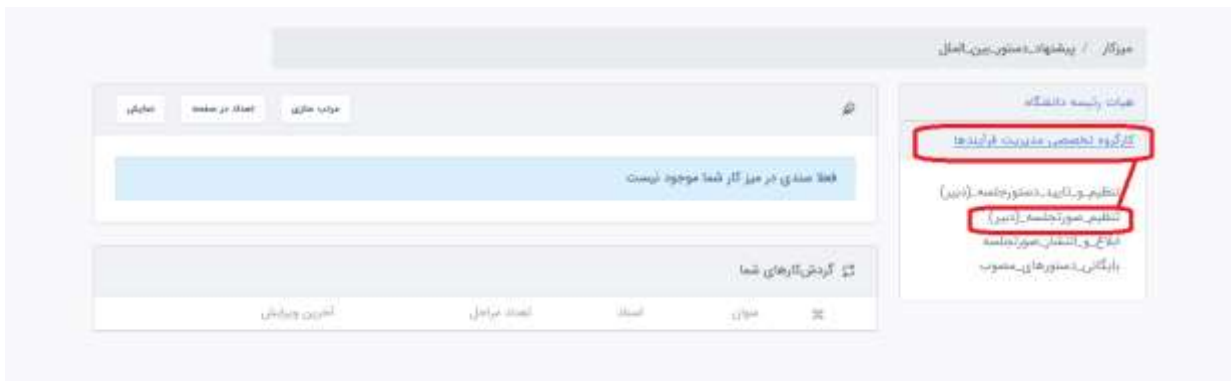 میزکار / پیشنهاد_دستور_بین_الملل
هیات رئیسه دانشگاه
کارگروه تخصصی مدیریت فرآیندها
تنظیم_و_تایید_دستورجلسه_(دبیر)
تنظیم_صورتجلسه_(دبیر)
ابلاغ_و_انتشار_صورتجلسه
بایگانی_دستورهای_مصوب
مرتب سازی
تعداد در صفحه
نمایش
فعلا سندی در میز کار شما موجود نیست
گردش‌کارهای شما
عنوان
اسناد
تعداد مراحل
آخرین ویرایش